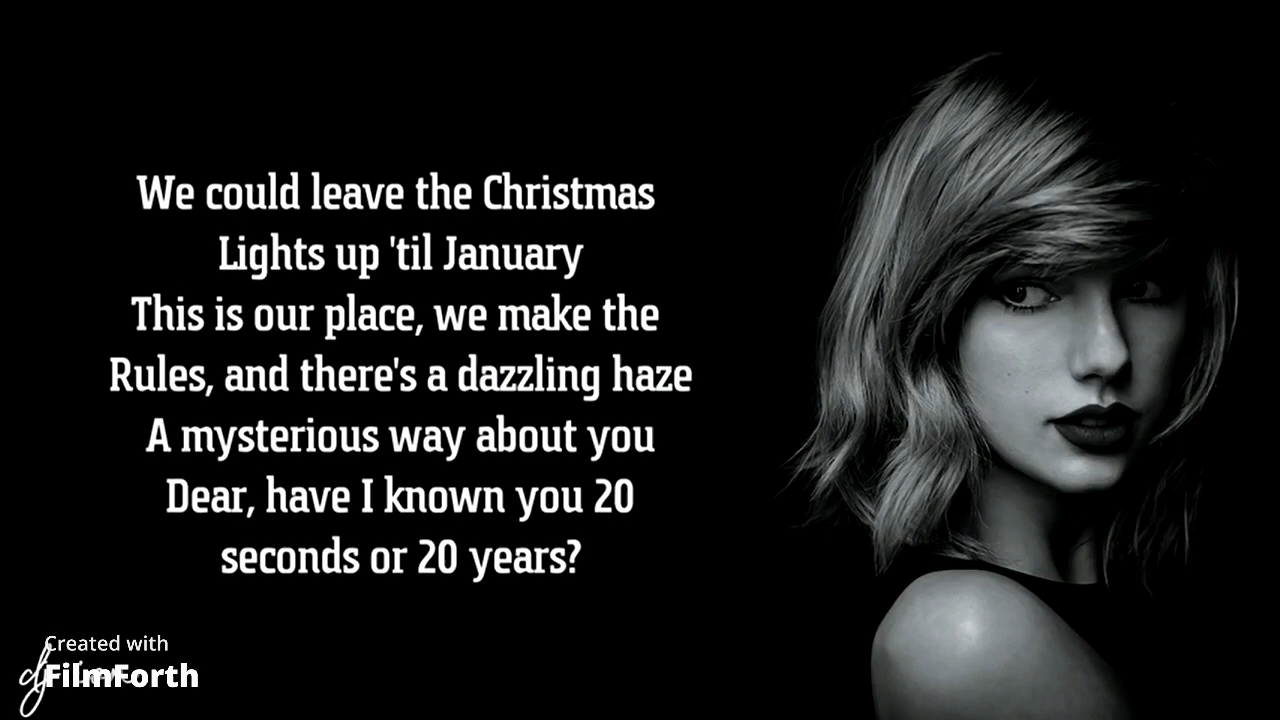 We could leave the Christmas
Lights up 'til January
This is our place, we make the
Rules, and there's a dazzling haze
A mysterious way about you
Dear, have I known you 20
seconds or 20 years?
Created with
FilmForth